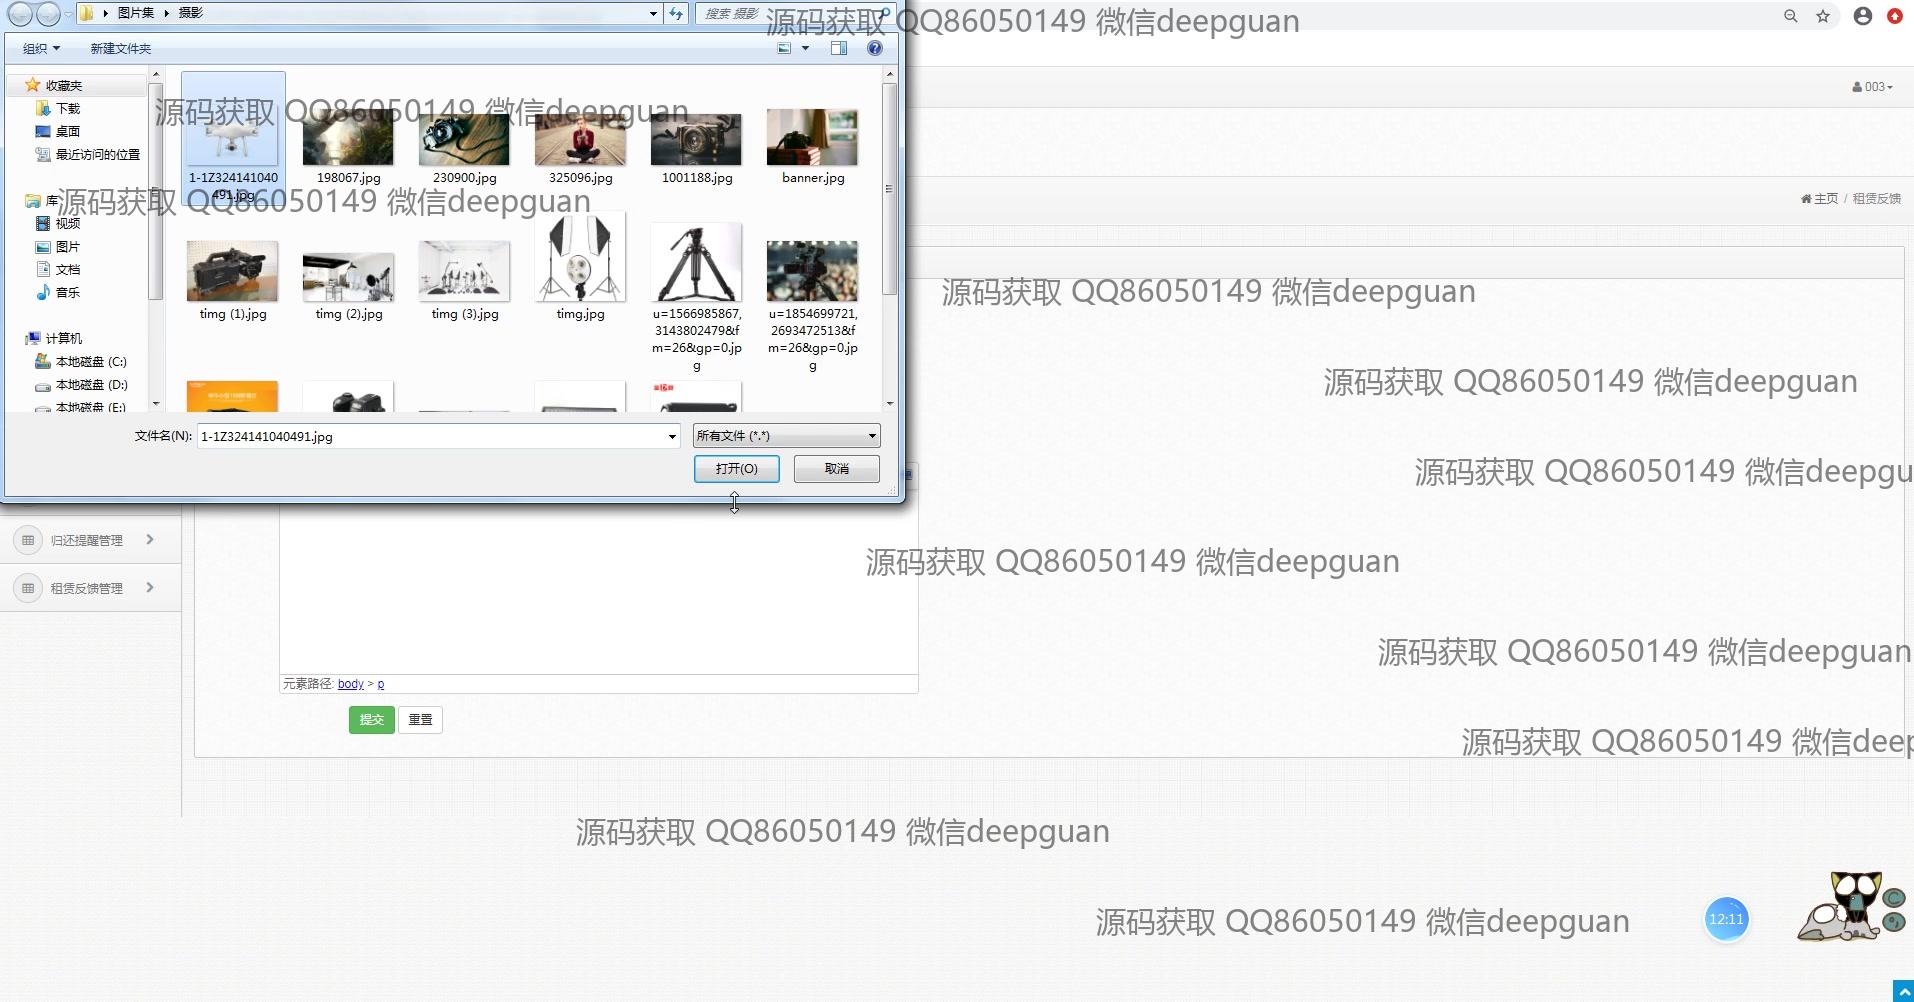 图片集 摄影
搜索 摄影
组织 新建文件夹
003
收藏夹
下载
桌面
最近访问的位置
库
视频
图片
文档
音乐
计算机
本地磁盘 (C:)
本地磁盘 (D:)
本地磁盘 (E:)
1-1Z324141040
491.jpg
198067.jpg
230900.jpg
325096.jpg
1001188.jpg
banner.jpg
timg (1).jpg
timg (2).jpg
timg (3).jpg
timg.jpg
u=1566985867,
3143802479&f
m=26&gp=0.jp
g
u=1854699721,
2693472513&f
m=26&gp=0.jp
g
文件名(N): 1-1Z324141040491.jpg 所有文件 (*.*)
打开(O) 取消
主页 / 租赁反馈
归还提醒管理
租赁反馈管理
元素路径: body > p
提交 重置
12:11
源码获取 QQ86050149 微信deepguan
源码获取 QQ86050149 微信deepguan
源码获取 QQ86050149 微信deepguan
源码获取 QQ86050149 微信deepguan
源码获取 QQ86050149 微信deepguan
源码获取 QQ86050149 微信deepgu
源码获取 QQ86050149 微信deepguan
源码获取 QQ86050149 微信deepguan
源码获取 QQ86050149 微信deep
源码获取 QQ86050149 微信deepguan
源码获取 QQ86050149 微信deepguan